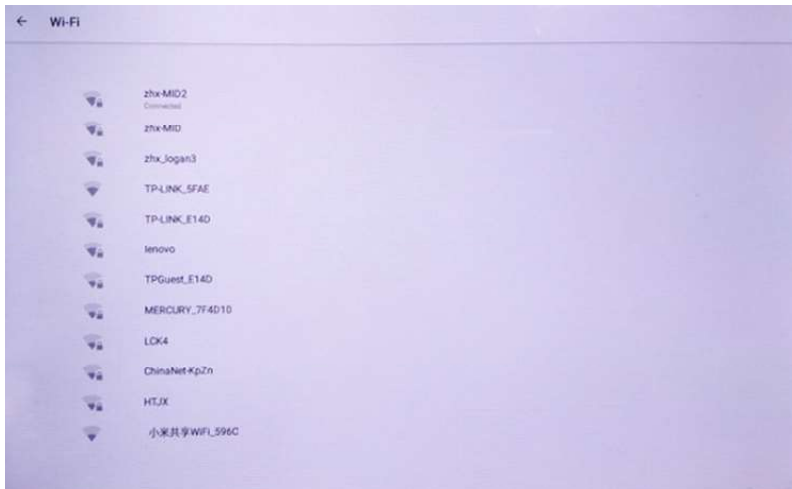 Wi-Fi
zhx-MID2
Connected
zhx-MID
zhx_logan3
TP-LINK_5FAE
TP-LINK_E14D
lenovo
TPGuest_E14D
MERCURY_7F4D10
LCK4
ChinaNet-KpZn
HTJX
小米共享WiFi_596C